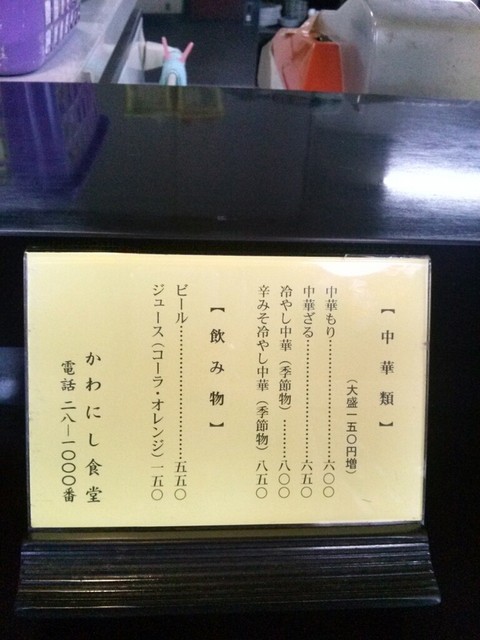 【中華類】
（大盛一五〇円増）
中華もり……………六〇〇
中華ざる……………六五〇
冷やし中華（季節物）……八〇〇
辛みそ冷やし中華（季節物）八五〇
【飲み物】
ビール……………………五五〇
ジュース（コーラ・オレンジ）一五〇
かわにし食堂
電話 二八―一〇〇〇番